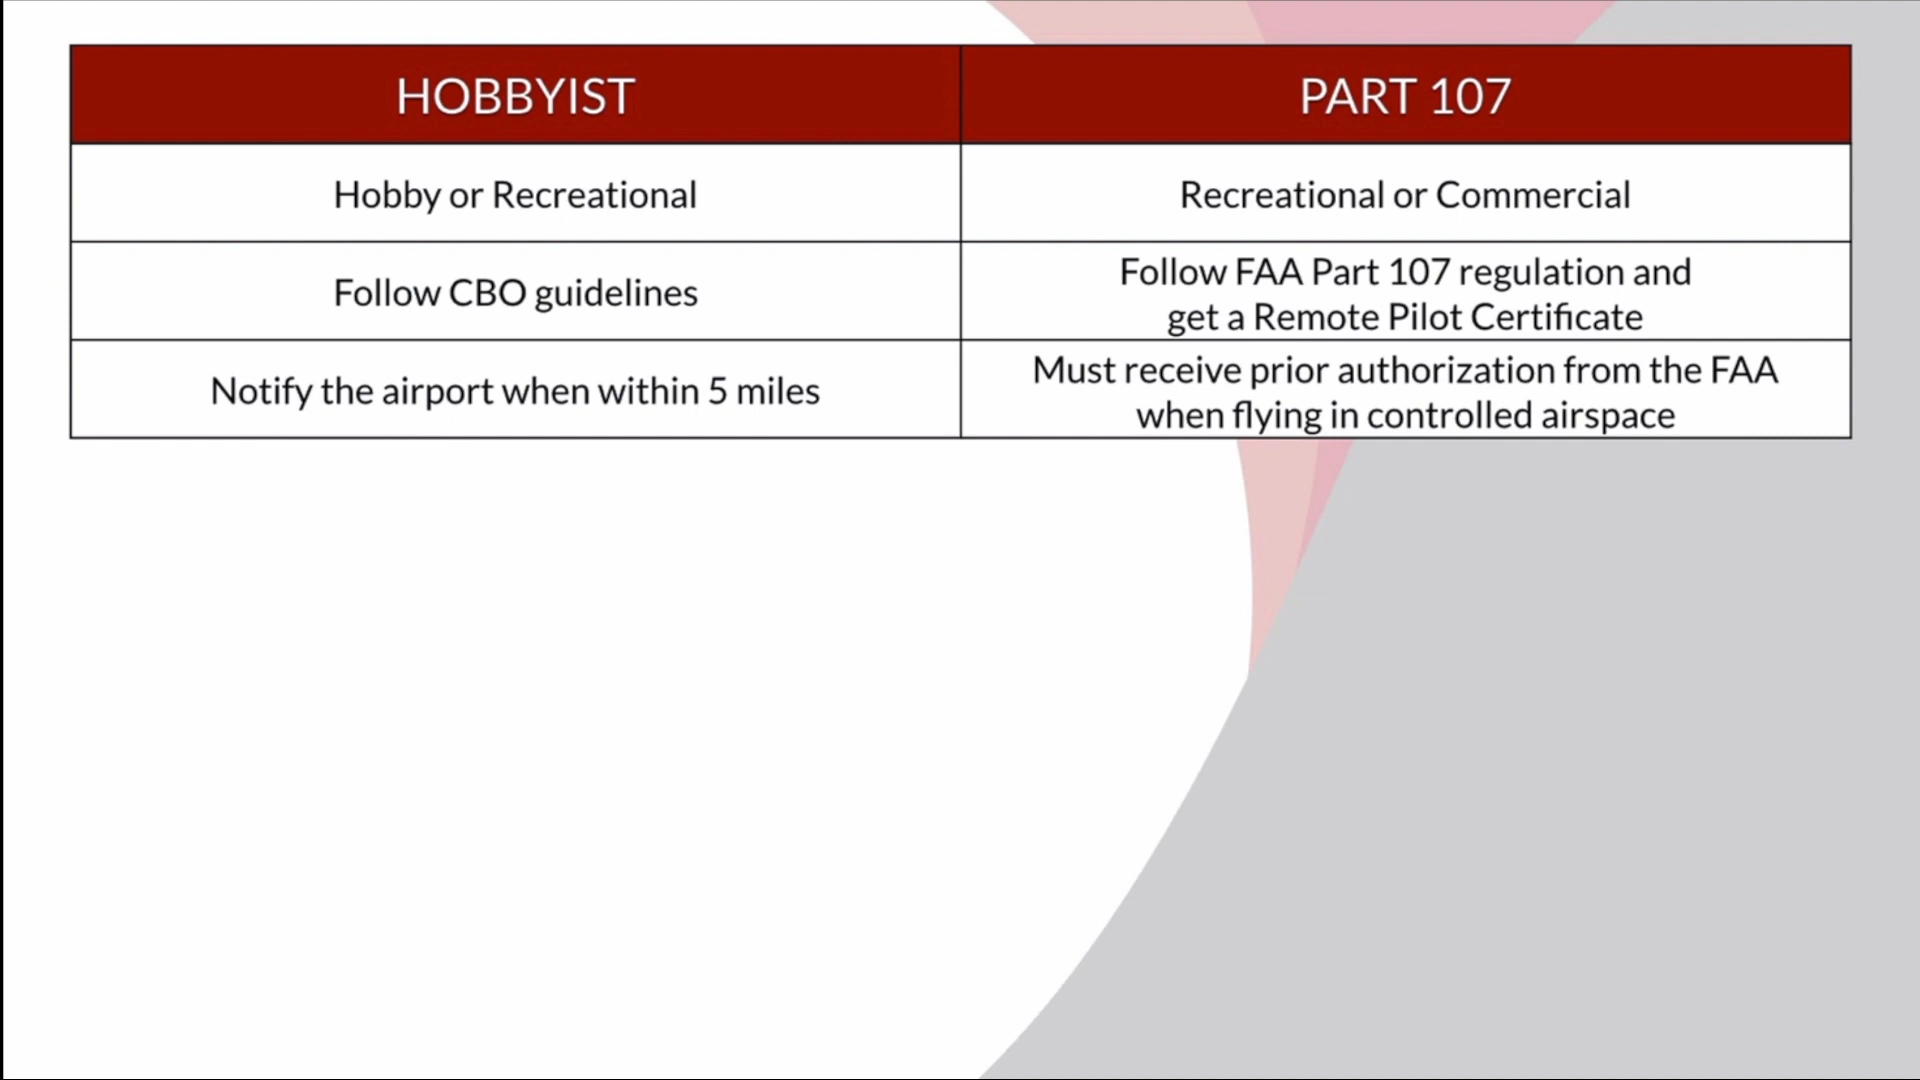 HOBBYIST
PART 107
Hobby or Recreational
Recreational or Commercial
Follow CBO guidelines
Follow FAA Part 107 regulation and
get a Remote Pilot Certificate
Notify the airport when within 5 miles
Must receive prior authorization from the FAA
when flying in controlled airspace